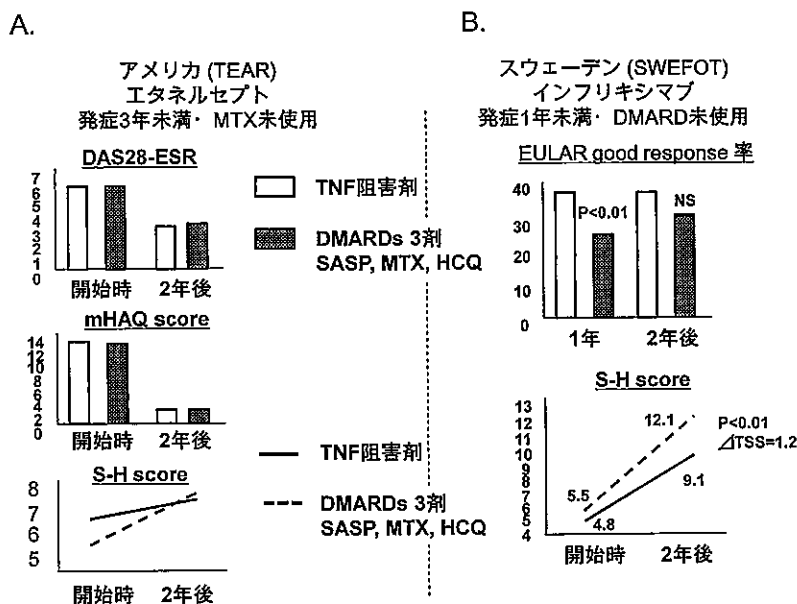 A.
アメリカ (TEAR)
エタネルセプト
発症3年未満・ MTX未使用
DAS28-ESR
7
6
5
4
3
2
1
0
開始時 2年後
mHAQ score
14
12
10
8
6
4
2
0
開始時 2年後
S-H score
8
7
6
5
開始時 2年後
TNF阻害剤
DMARDs 3剤
SASP, MTX, HCQ
TNF阻害剤
DMARDs 3剤
SASP, MTX, HCQ
B.
スウェーデン (SWEFOT)
インフリキシマブ
発症1年未満・ DMARD未使用
EULAR good response 率
40
40
30
20
30
10
0
P<0.01
NS
1年 2年後
S-H score
13
12
11
10
9
8
7
6
5
4
12.1
5.5
9.1
4.8
P<0.01
⊿TSS=1.2
開始時 2年後